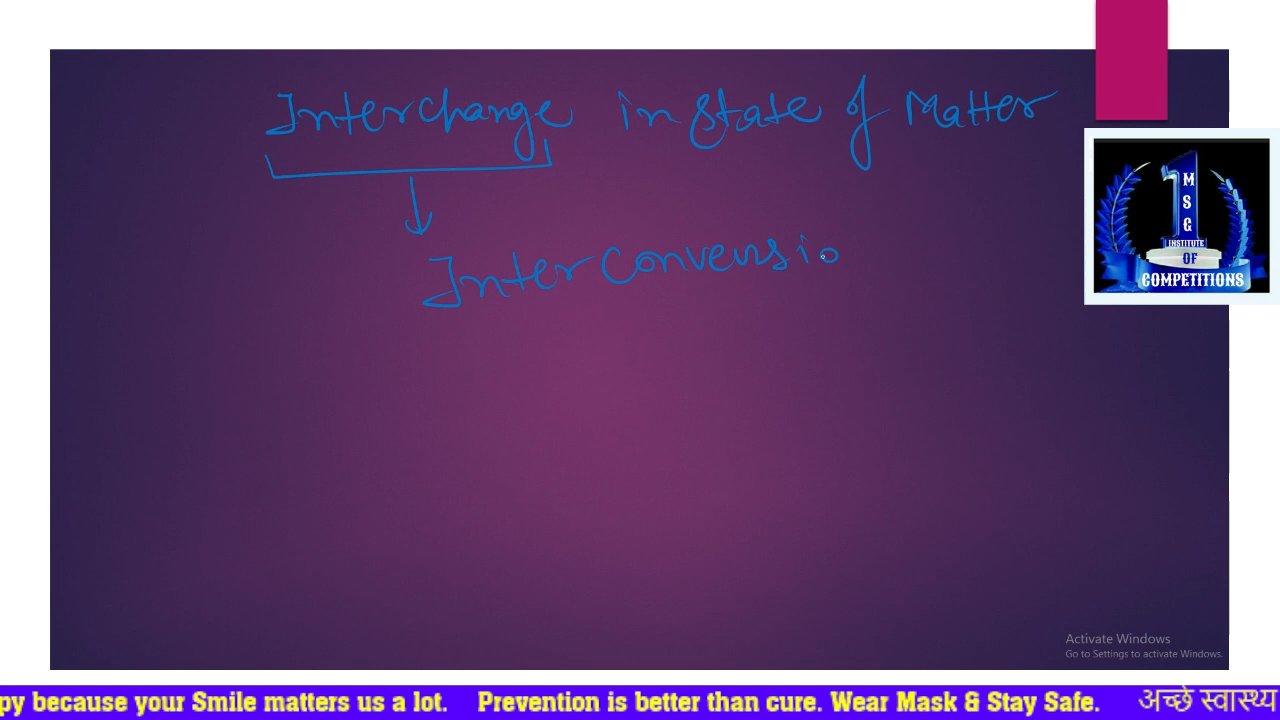 Interchange in state of Matter
Inter Conversio
M
S
G
INSTITUTE
OF
COMPETITIONS
Activate Windows
Go to Settings to activate Windows.
py because your Smile matters us a lot. Prevention is better than cure. Wear Mask & Stay Safe. अच्छे स्वास्थ्य